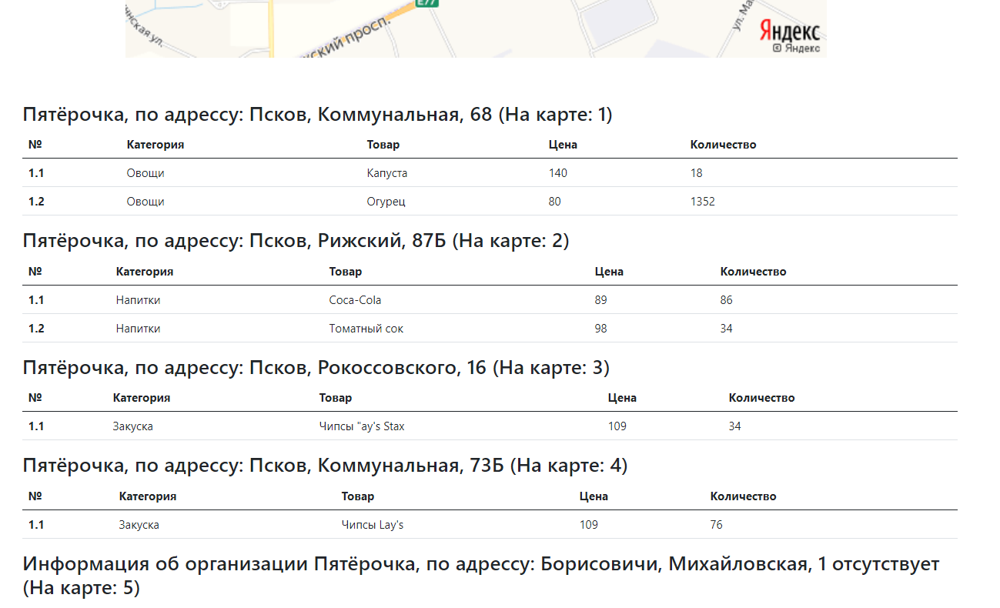 E77
нская ул.
ский просп.
ул. Ма
Яндекс
© Яндекс
Пятёрочка, по адрессу: Псков, Коммунальная, 68 (На карте: 1)
№ Категория Товар Цена Количество
1.1 Овощи Капуста 140 18
1.2 Овощи Огурец 80 1352
Пятёрочка, по адрессу: Псков, Рижский, 87Б (На карте: 2)
№ Категория Товар Цена Количество
1.1 Напитки Coca-Cola 89 86
1.2 Напитки Томатный сок 98 34
Пятёрочка, по адрессу: Псков, Рокоссовского, 16 (На карте: 3)
№ Категория Товар Цена Количество
1.1 Закуска Чипсы "ay's Stax 109 34
Пятёрочка, по адрессу: Псков, Коммунальная, 73Б (На карте: 4)
№ Категория Товар Цена Количество
1.1 Закуска Чипсы Lay's 109 76
Информация об организации Пятёрочка, по адрессу: Борисовичи, Михайловская, 1 отсутствует
(На карте: 5)